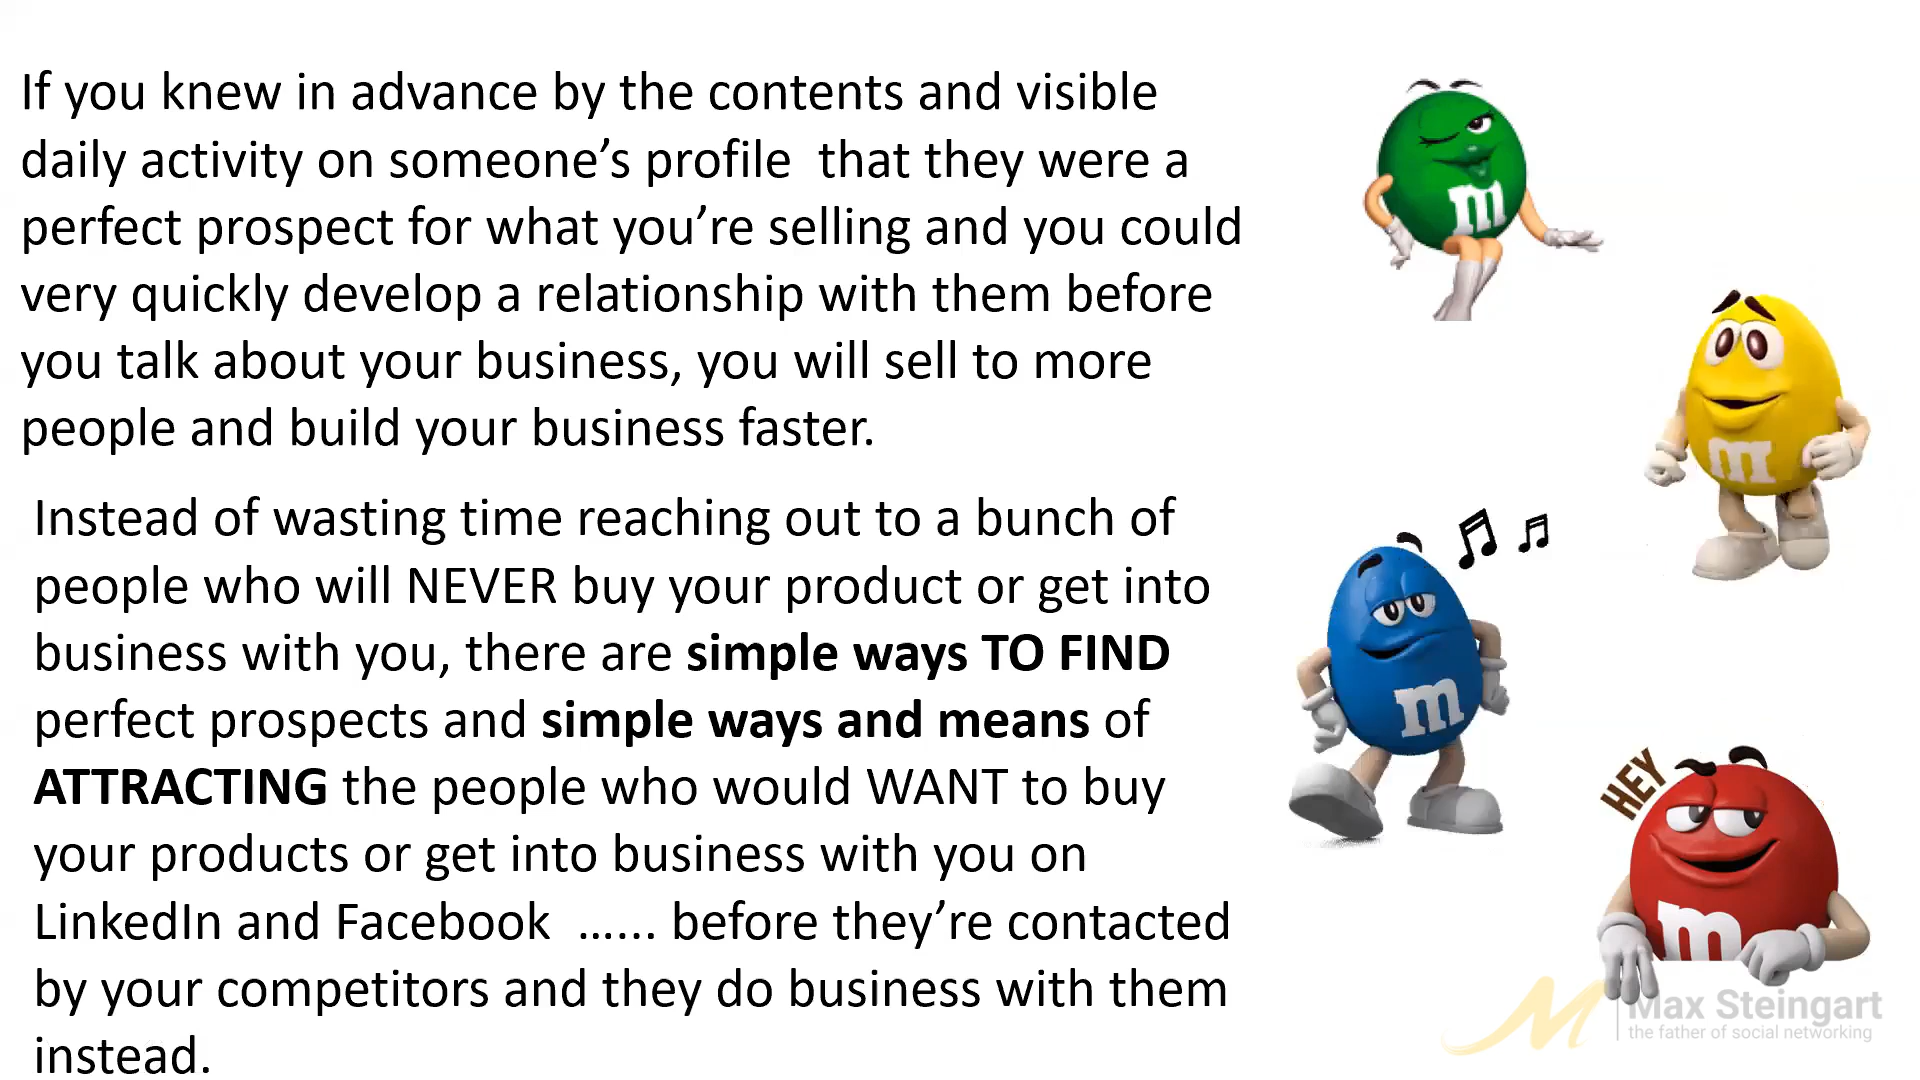 If you knew in advance by the contents and visible
daily activity on someone’s profile  that they were a
perfect prospect for what you’re selling and you could
very quickly develop a relationship with them before
you talk about your business, you will sell to more
people and build your business faster.
Instead of wasting time reaching out to a bunch of
people who will NEVER buy your product or get into
business with you, there are simple ways TO FIND
perfect prospects and simple ways and means of
ATTRACTING the people who would WANT to buy
your products or get into business with you on
LinkedIn and Facebook  …... before they’re contacted
by your competitors and they do business with them
instead.
m
m
m
HEY
m
Max Steingart
the father of social networking